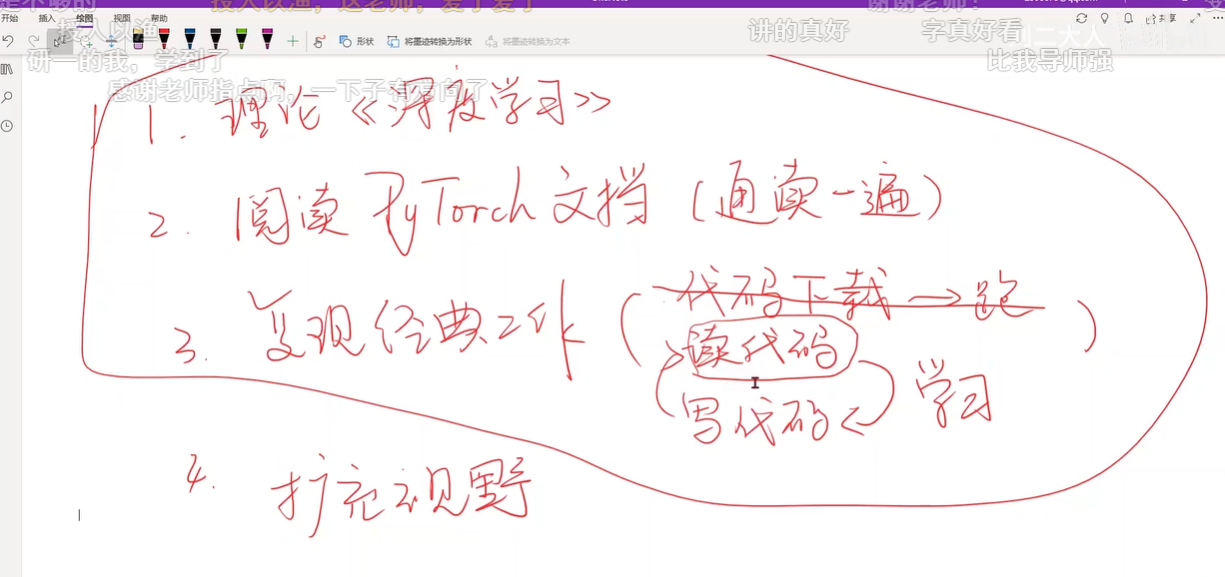 授人以渔，这老师，爱了爱了
谢谢老师！
开始 插入 绘图 视图 帮助
共享
授人以渔
讲的真好
字真好看
刘二大人
形状
将墨迹转换为形状
将墨迹转换为文本
研一的我，学到了
比我导师强
感谢老师指点啊，一下子有方向了
1. 理论《深度学习》
2. 阅读 PyTorch 文档 (通读一遍)
3. 复现经典工作 (代码下载→跑
读代码 )
写代码 学习
4. 扩充视野